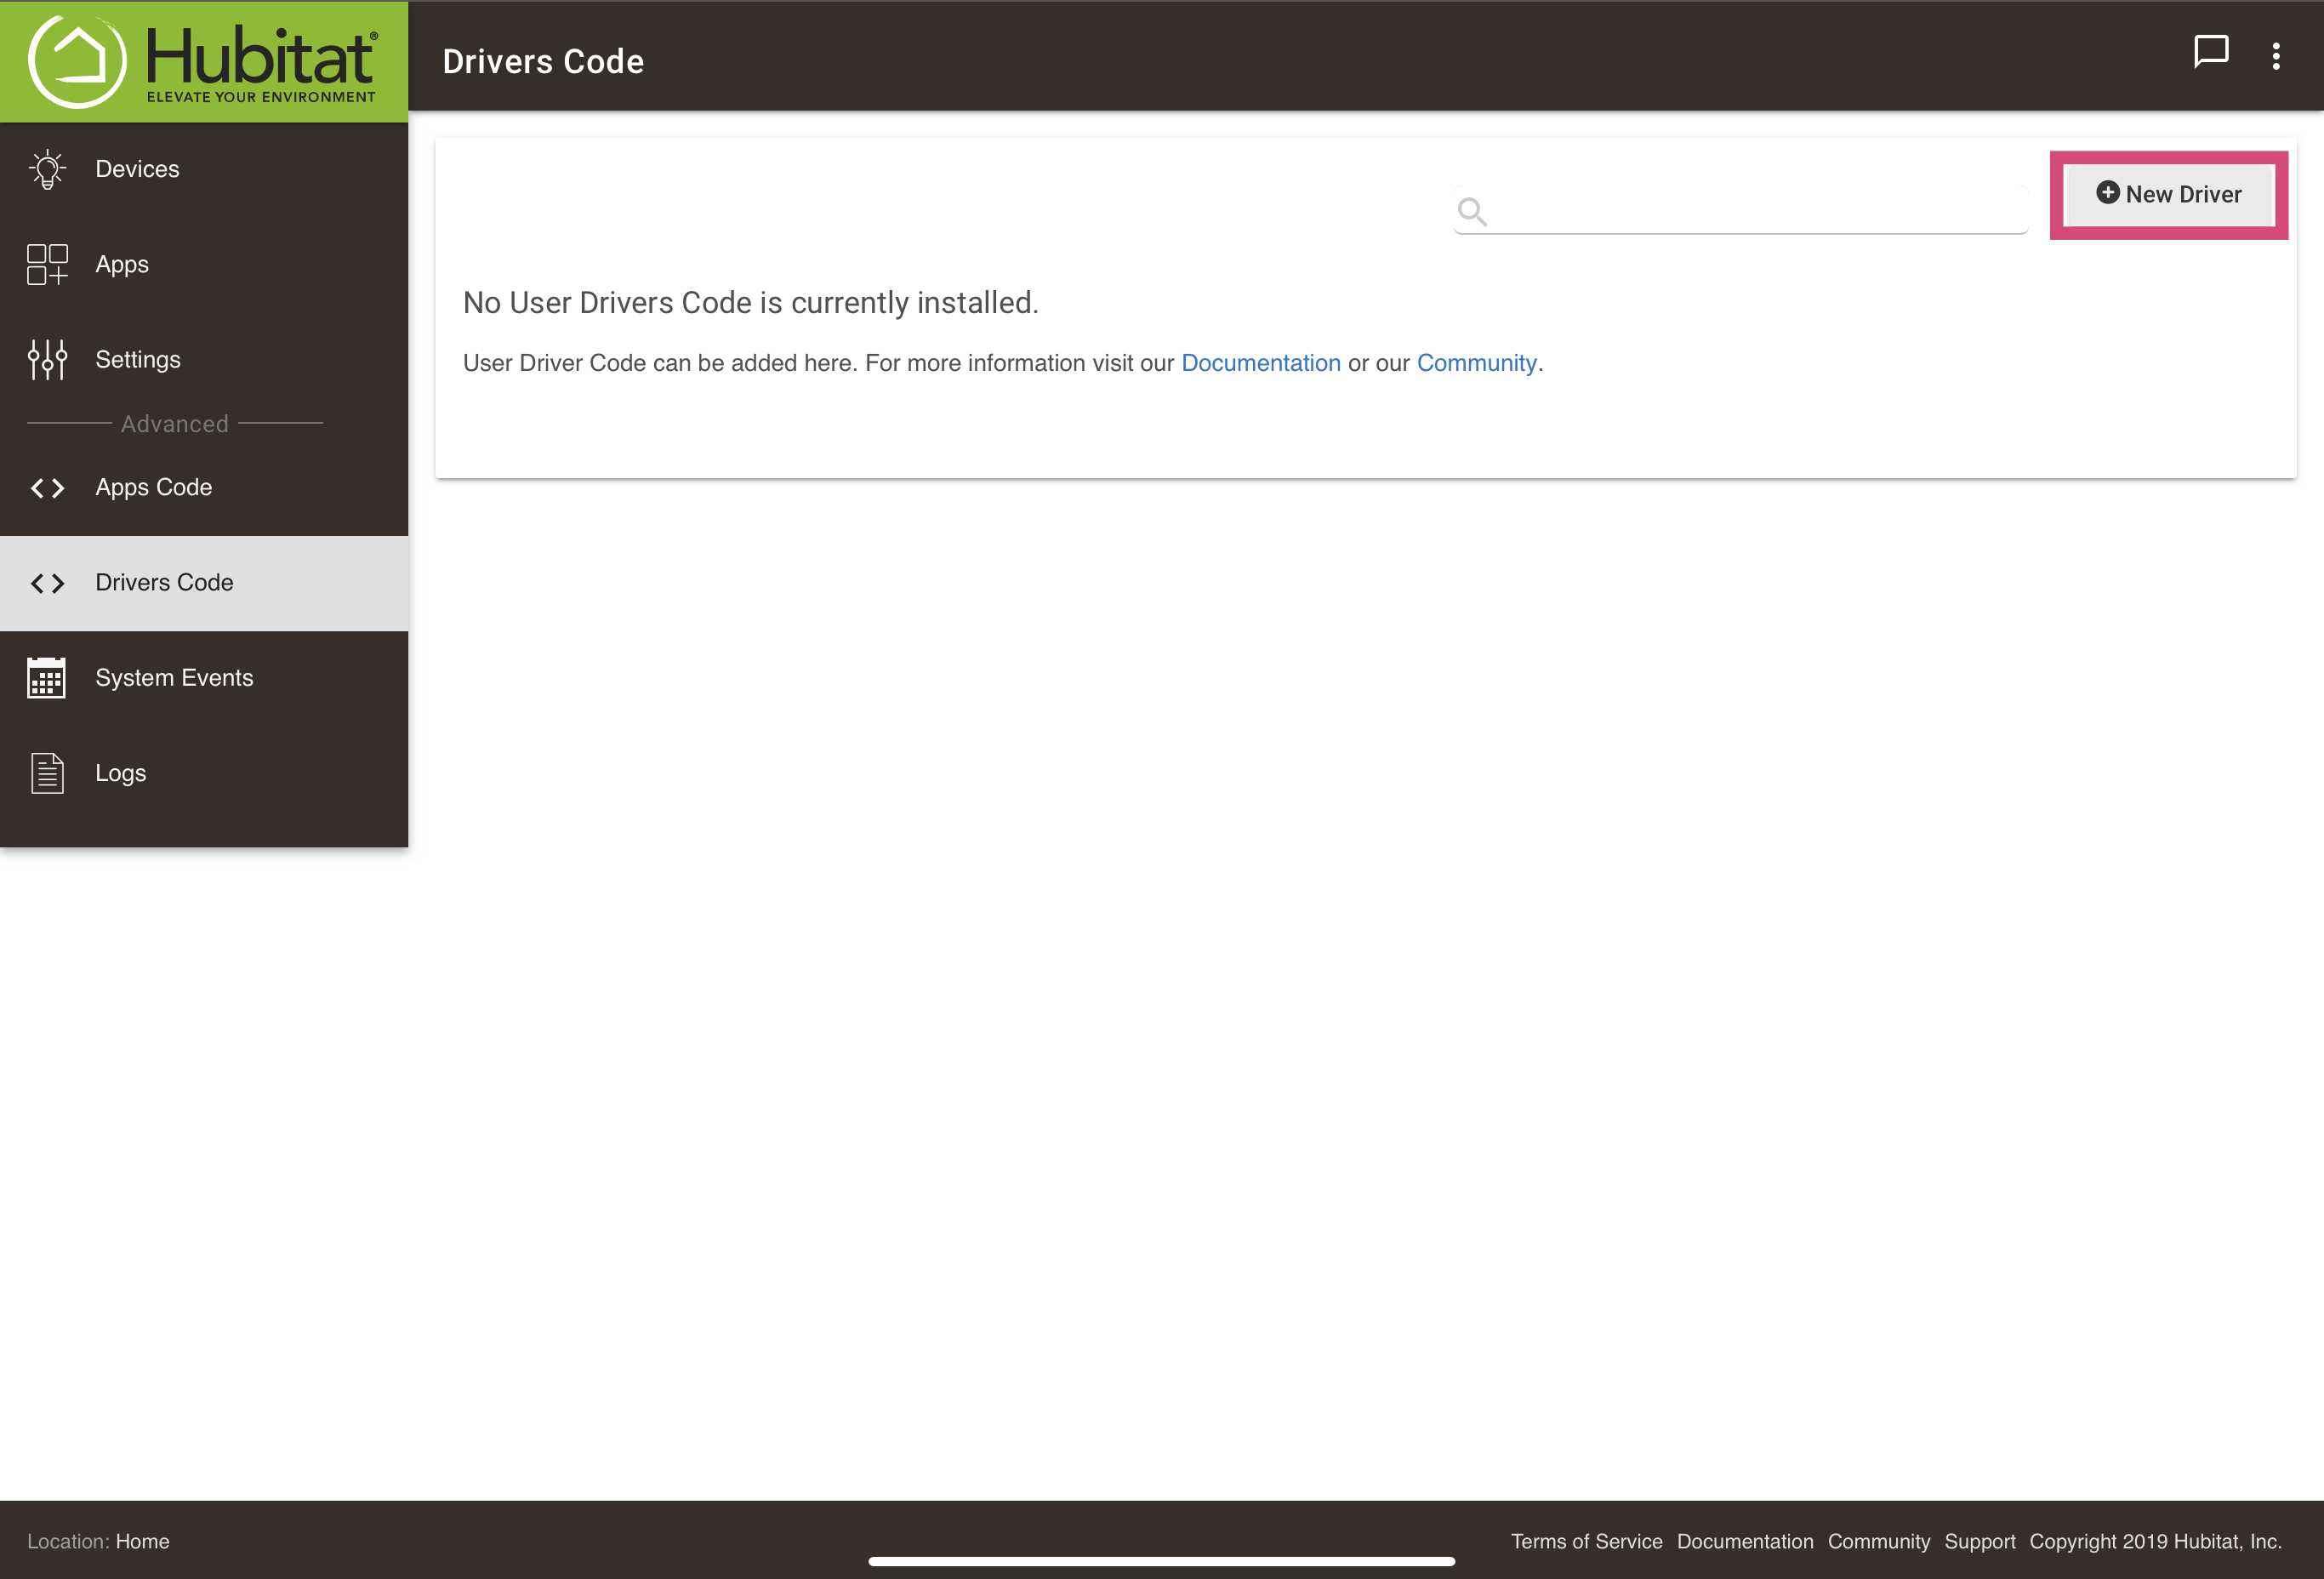 Hubitat®
ELEVATE YOUR ENVIRONMENT
Drivers Code
Devices
Apps
Settings
Advanced
Apps Code
Drivers Code
System Events
Logs
New Driver
No User Drivers Code is currently installed.
User Driver Code can be added here. For more information visit our Documentation or our Community.
Location: Home
Terms of Service Documentation Community Support Copyright 2019 Hubitat, Inc.